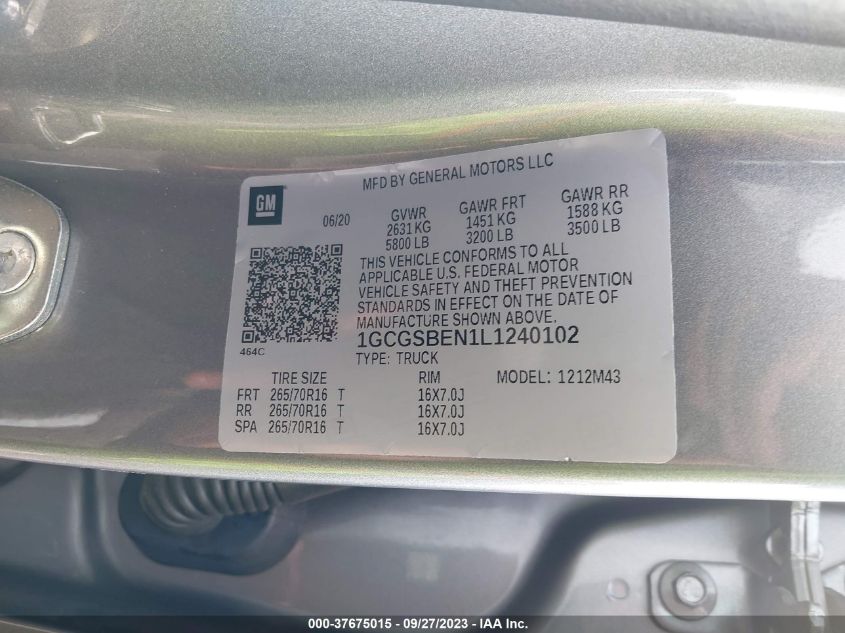 MFD BY GENERAL MOTORS LLC
GM
06/20 GVWR GAWR FRT GAWR RR
2631 KG 1451 KG 1588 KG
5800 LB 3200 LB 3500 LB
THIS VEHICLE CONFORMS TO ALL
APPLICABLE U.S. FEDERAL MOTOR
VEHICLE SAFETY AND THEFT PREVENTION
STANDARDS IN EFFECT ON THE DATE OF
MANUFACTURE SHOWN ABOVE.
464C
1GCGSBEN1L1240102
TYPE: TRUCK
TIRE SIZE RIM MODEL: 1212M43
FRT 265/70R16 T 16X7.0J
RR 265/70R16 T 16X7.0J
SPA 265/70R16 T 16X7.0J
000-37675015 - 09/27/2023 - IAA Inc.